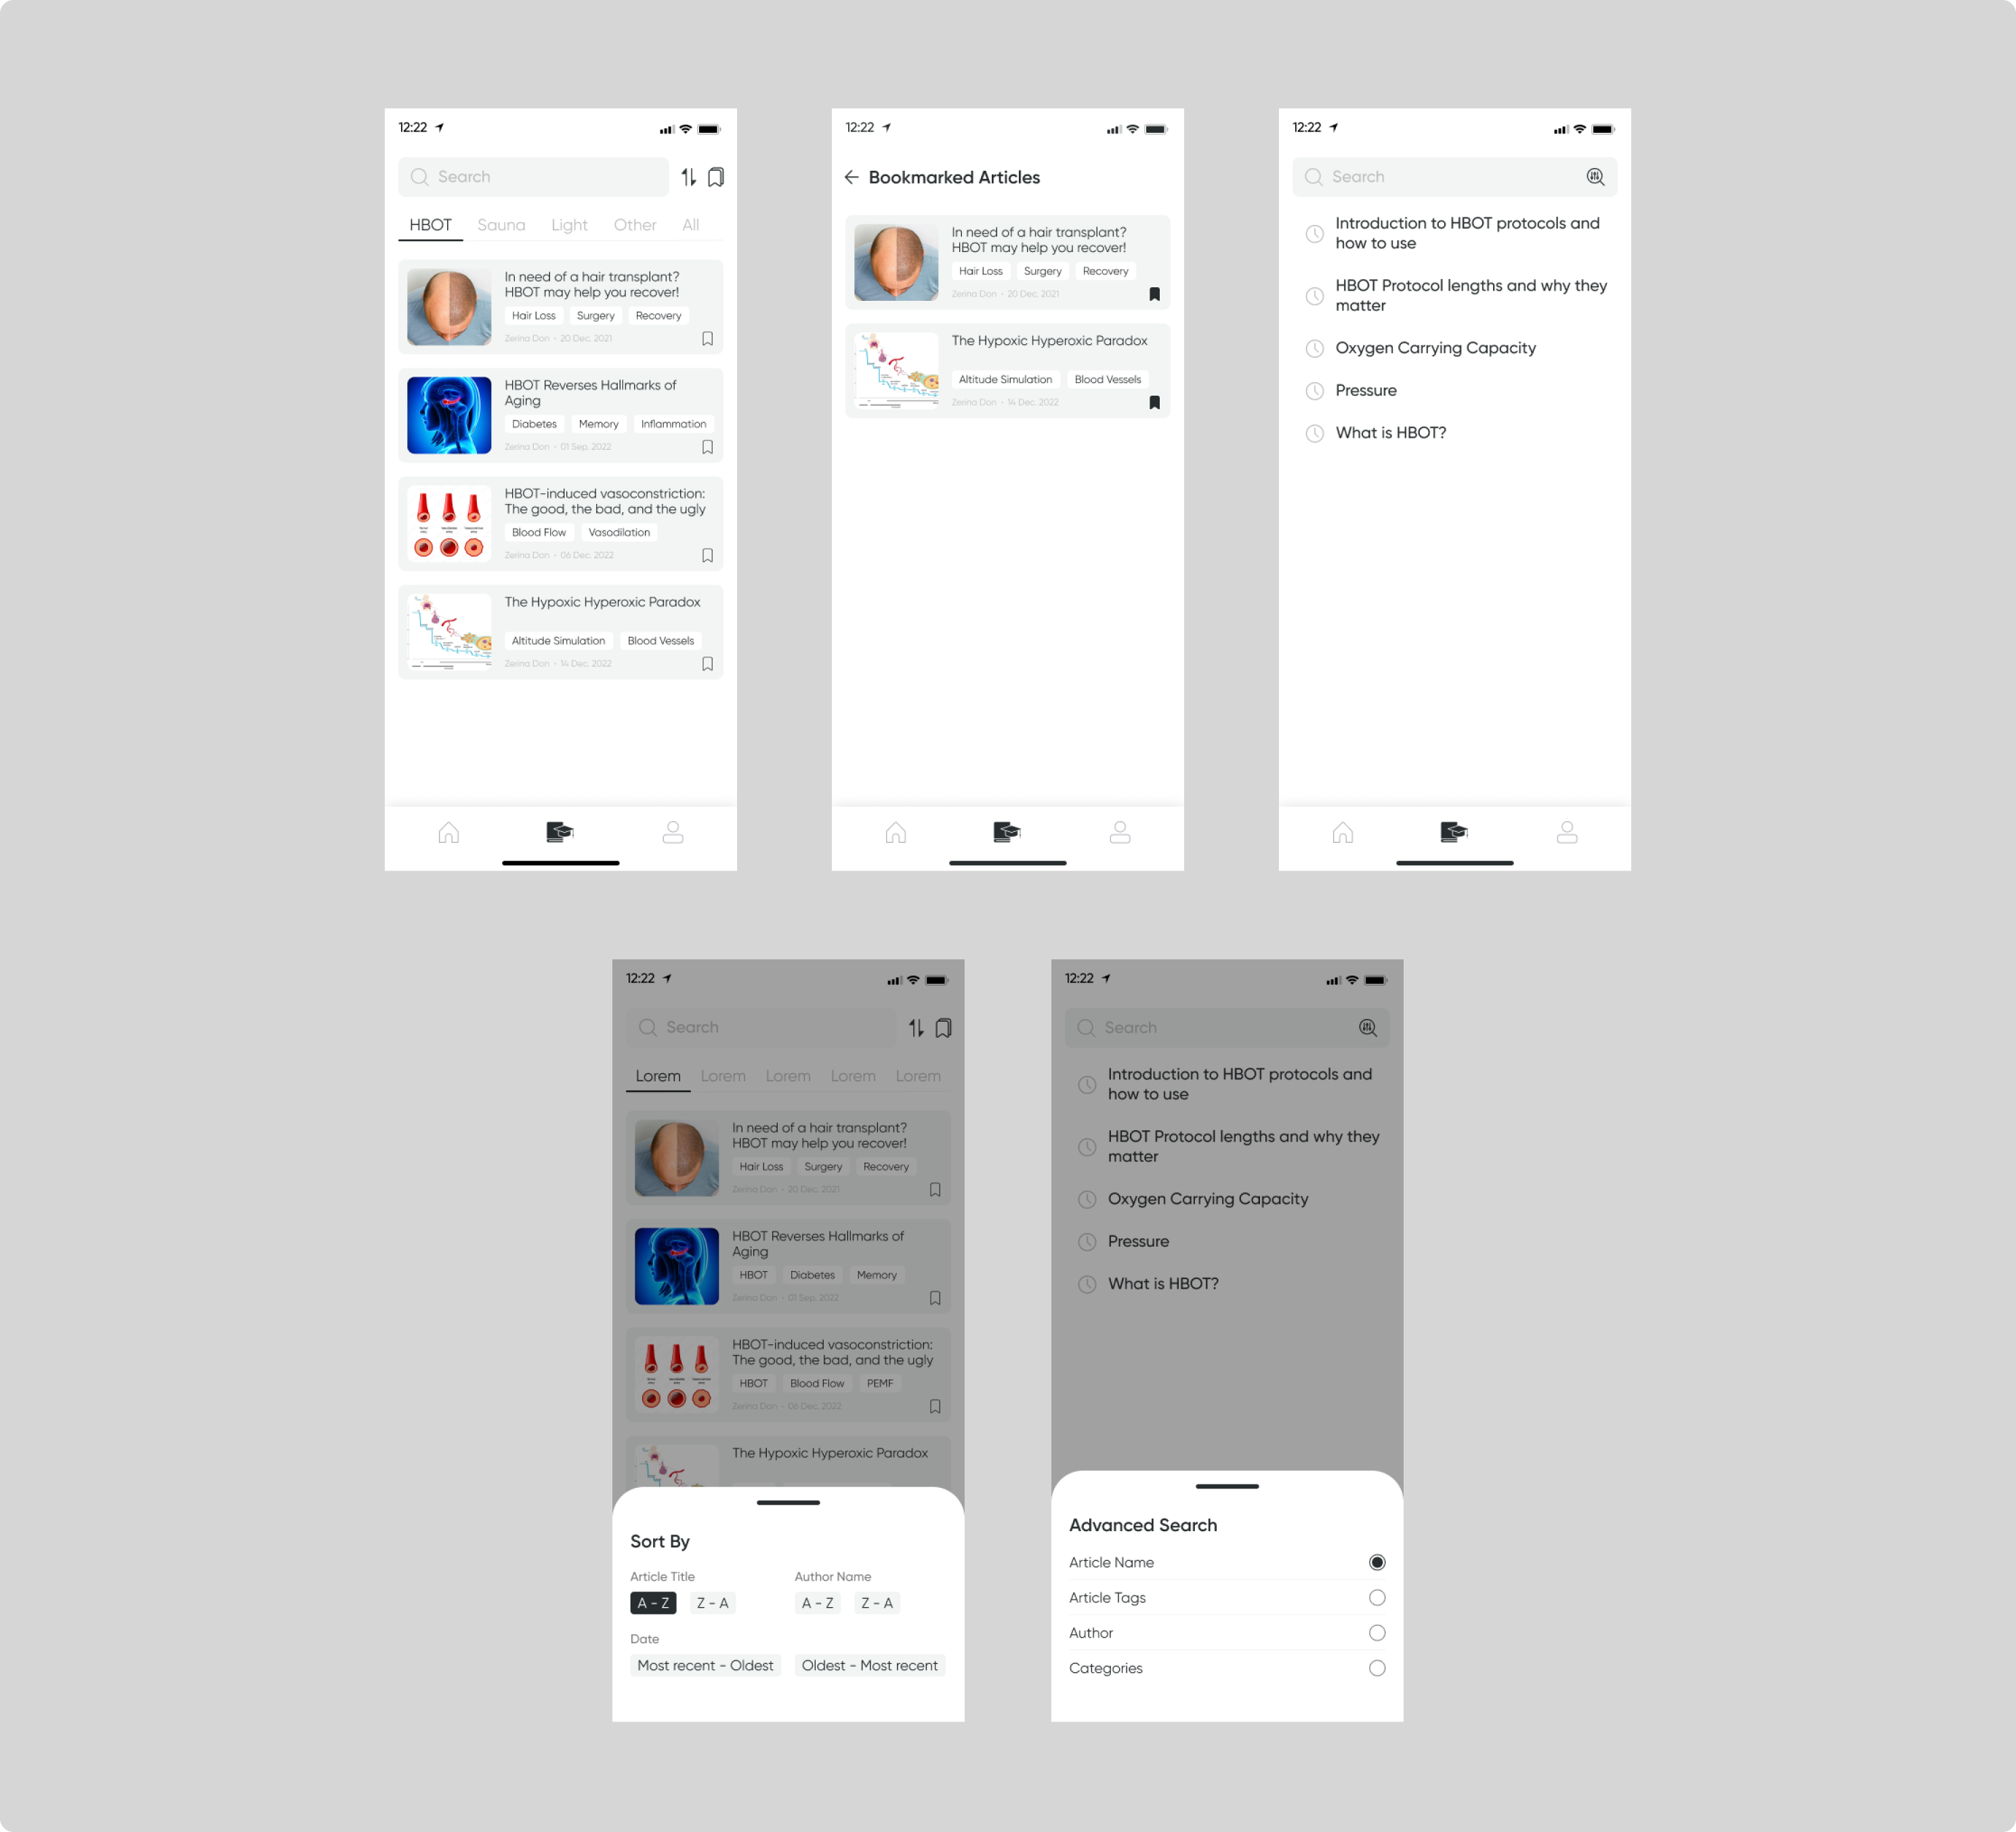 12:22
Search
HBOT Sauna Light Other All
In need of a hair transplant?
HBOT may help you recover!
Hair Loss Surgery Recovery
Zerina Don • 20 Dec. 2021
HBOT Reverses Hallmarks of
Aging
Diabetes Memory Inflammation
Zerina Don • 01 Sep. 2022
HBOT-induced vasoconstriction:
The good, the bad, and the ugly
Blood Flow Vasodilation
Zerina Don • 06 Dec. 2022
The Hypoxic Hyperoxic Paradox
Altitude Simulation Blood Vessels
Zerina Don • 14 Dec. 2022
12:22
Bookmarked Articles
In need of a hair transplant?
HBOT may help you recover!
Hair Loss Surgery Recovery
Zerina Don • 20 Dec. 2021
The Hypoxic Hyperoxic Paradox
Altitude Simulation Blood Vessels
Zerina Don • 14 Dec. 2022
12:22
Search
Introduction to HBOT protocols and
how to use
HBOT Protocol lengths and why they
matter
Oxygen Carrying Capacity
Pressure
What is HBOT?
12:22
Search
Lorem Lorem Lorem Lorem Lorem
In need of a hair transplant?
HBOT may help you recover!
Hair Loss Surgery Recovery
Zerina Don • 20 Dec. 2021
HBOT Reverses Hallmarks of
Aging
HBOT Diabetes Memory
Zerina Don • 01 Sep. 2022
HBOT-induced vasoconstriction:
The good, the bad, and the ugly
HBOT Blood Flow PEMF
Zerina Don • 06 Dec. 2022
The Hypoxic Hyperoxic Paradox
Sort By
Article Title Author Name
A - Z Z - A A - Z Z - A
Date
Most recent - Oldest Oldest - Most recent
12:22
Search
Introduction to HBOT protocols and
how to use
HBOT Protocol lengths and why they
matter
Oxygen Carrying Capacity
Pressure
What is HBOT?
Advanced Search
Article Name
Article Tags
Author
Categories